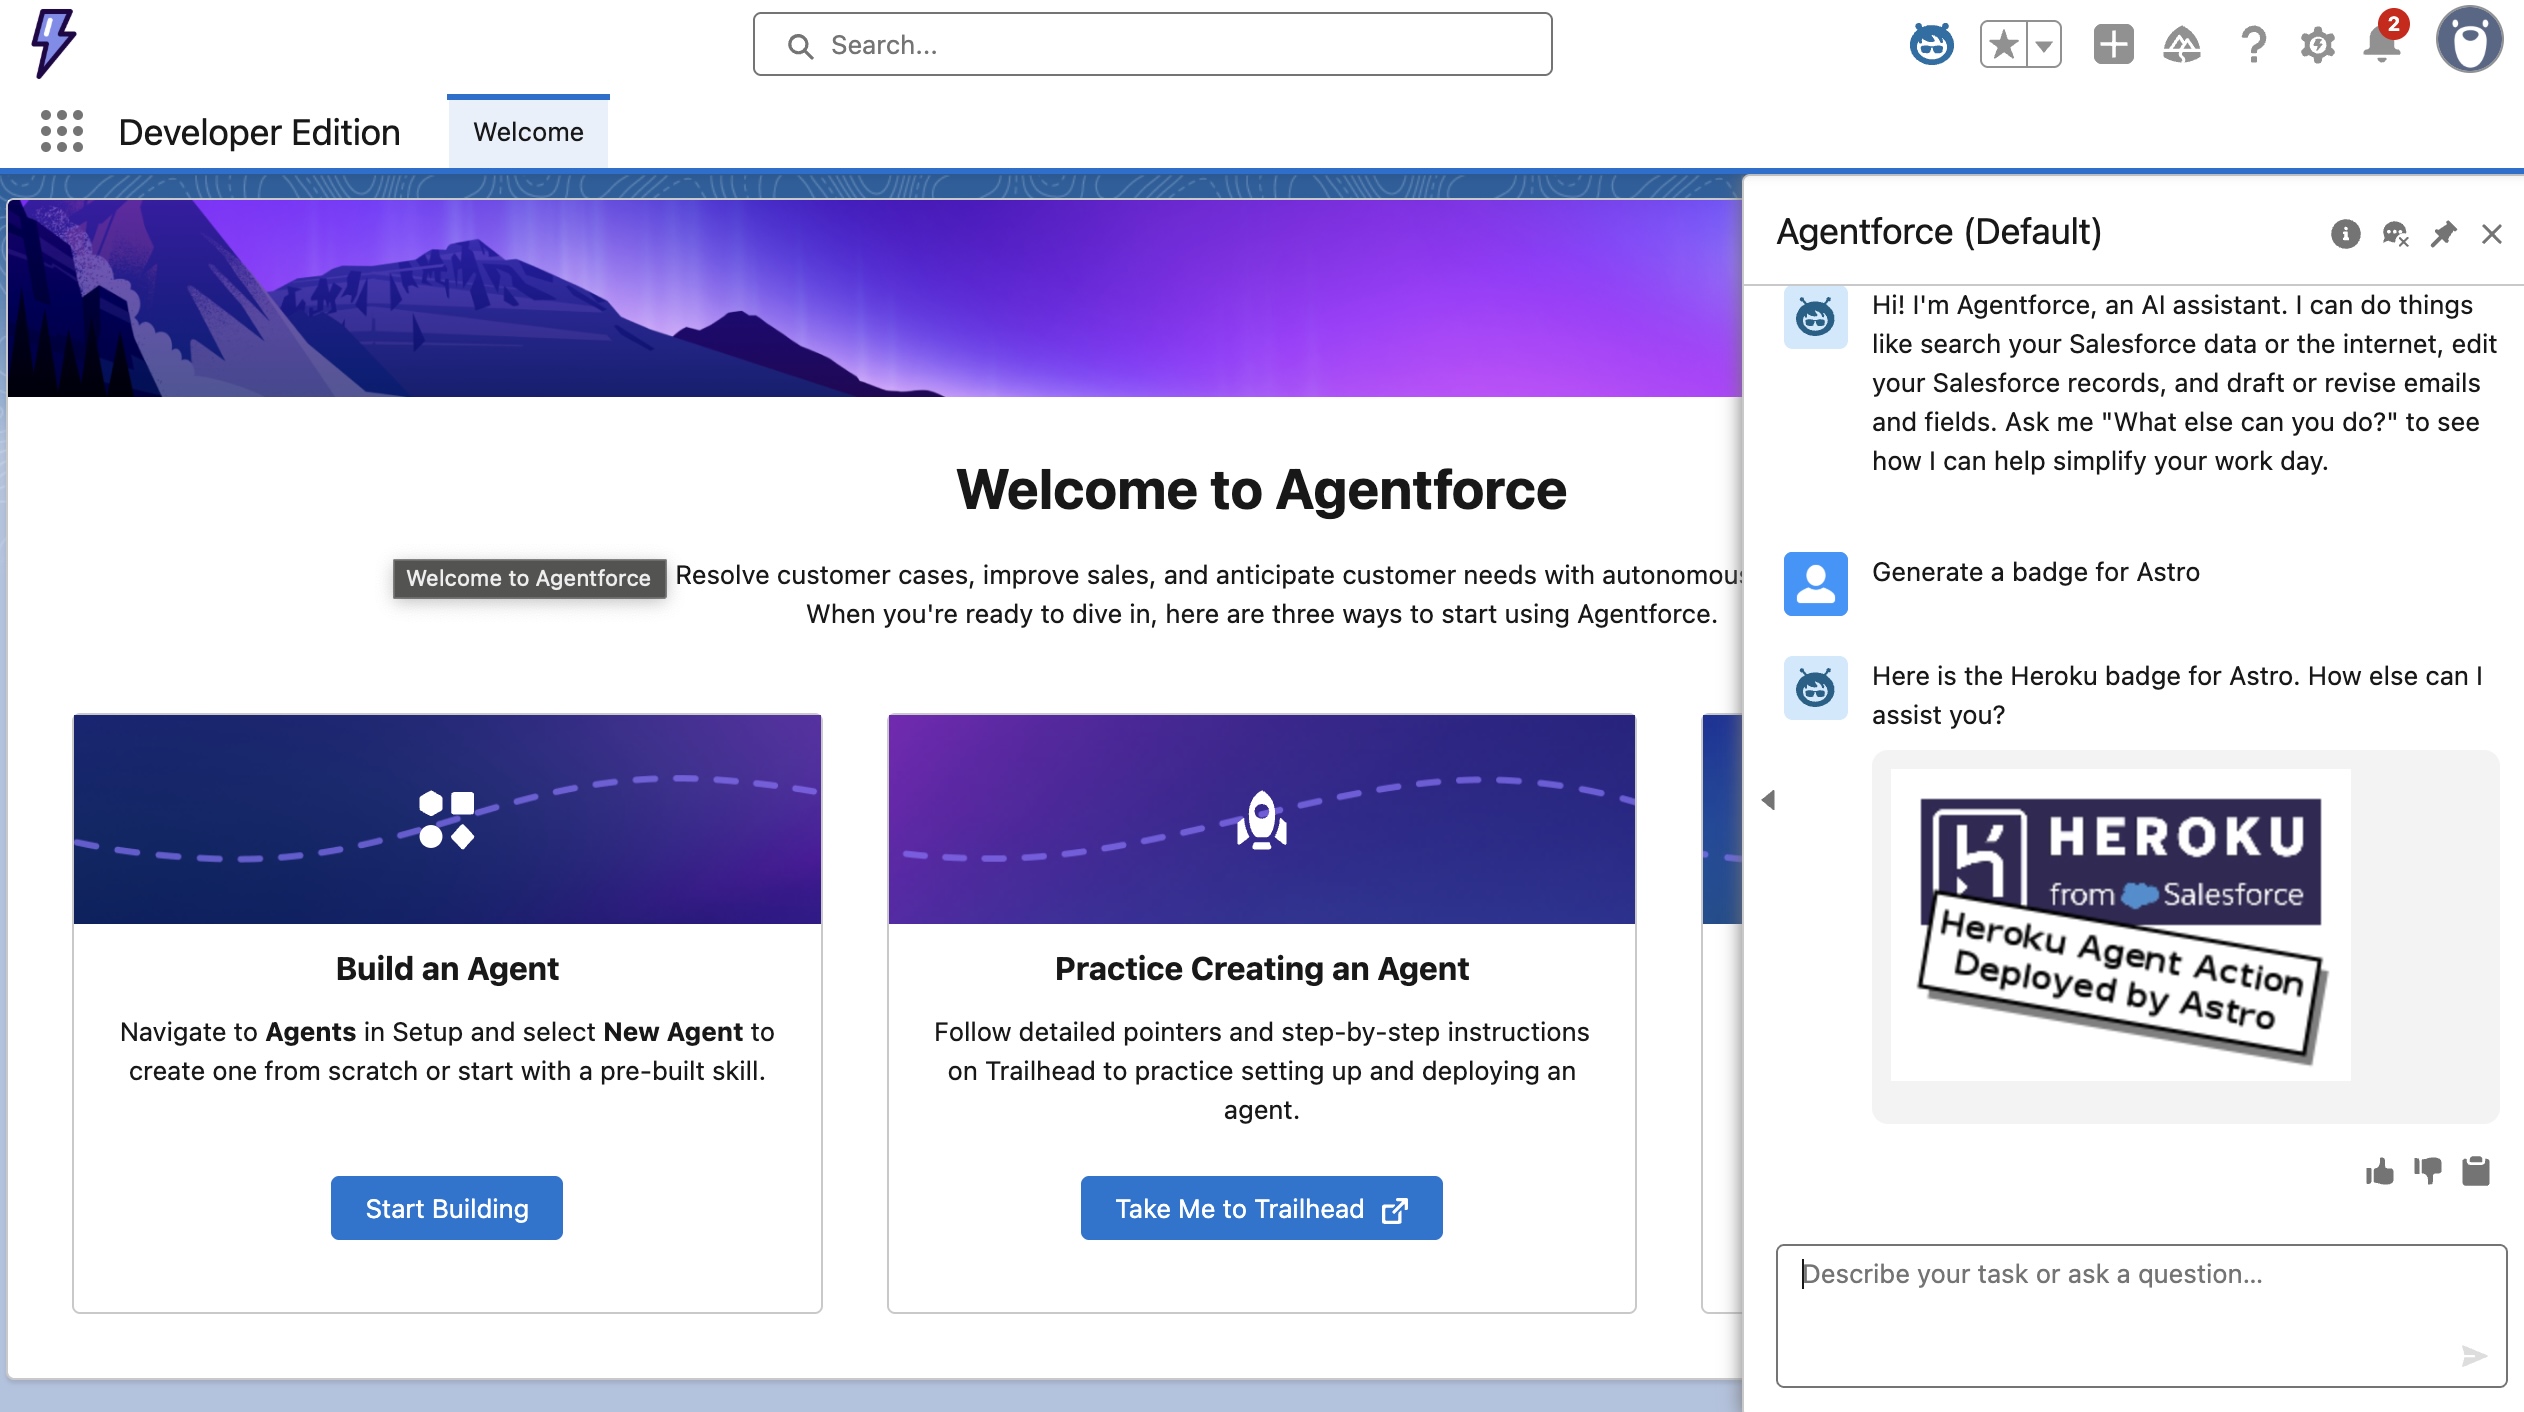 Search...
2
Developer Edition
Welcome
Welcome to Agentforce
Welcome to Agentforce
Resolve customer cases, improve sales, and anticipate customer needs with autonomous
When you're ready to dive in, here are three ways to start using Agentforce.
Build an Agent
Navigate to Agents in Setup and select New Agent to
create one from scratch or start with a pre-built skill.
Start Building
Practice Creating an Agent
Follow detailed pointers and step-by-step instructions
on Trailhead to practice setting up and deploying an
agent.
Take Me to Trailhead
Agentforce (Default)
Hi! I'm Agentforce, an AI assistant. I can do things
like search your Salesforce data or the internet, edit
your Salesforce records, and draft or revise emails
and fields. Ask me "What else can you do?" to see
how I can help simplify your work day.
Generate a badge for Astro
Here is the Heroku badge for Astro. How else can I
assist you?
HEROKU
from Salesforce
Heroku Agent Action
Deployed by Astro
Describe your task or ask a question...